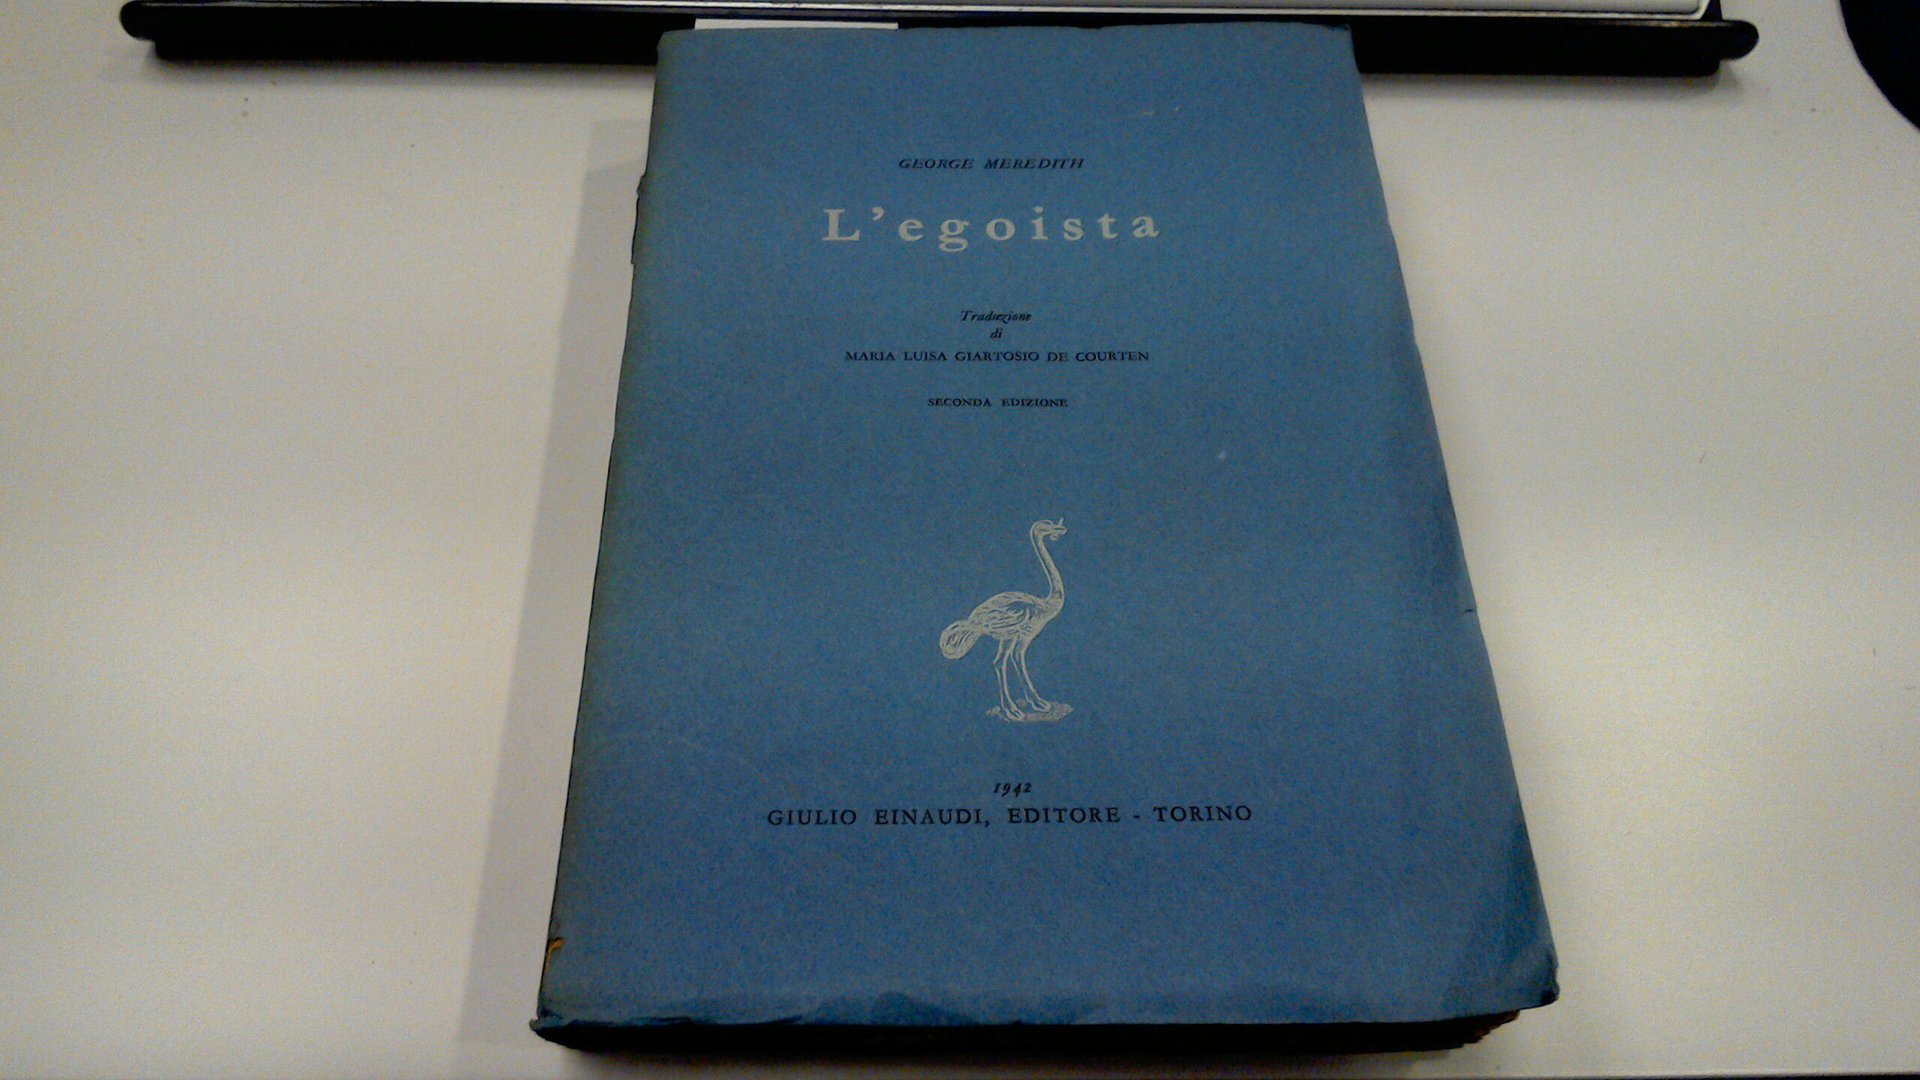 GEORGE MEREDITH
L'egoista
Traduzione
di
MARIA LUISA GIARTOSIO DE COURTEN
SECONDA EDIZIONE
1942
GIULIO EINAUDI, EDITORE - TORINO